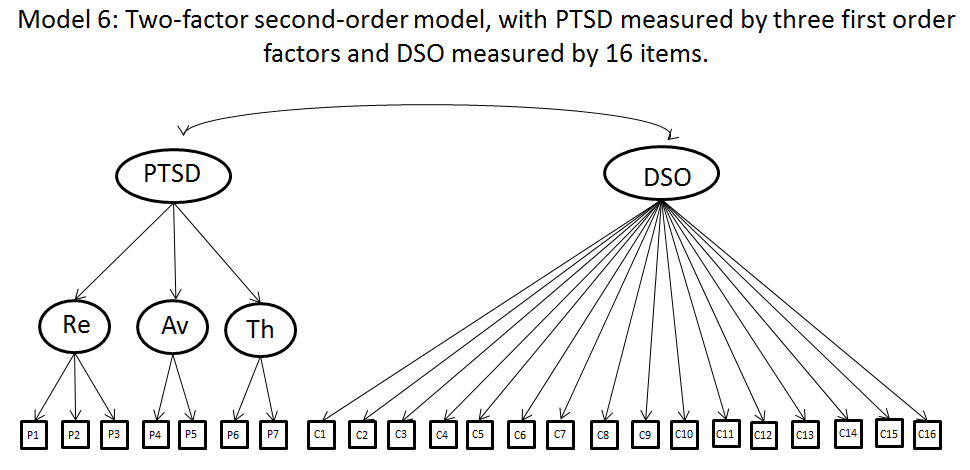 Model 6: Two-factor second-order model, with PTSD measured by three first order
factors and DSO measured by 16 items.
PTSD DSO
Re Av Th
P1 P2 P3 P4 P5 P6 P7 C1 C2 C3 C4 C5 C6 C7 C8 C9 C10 C11 C12 C13 C14 C15 C16